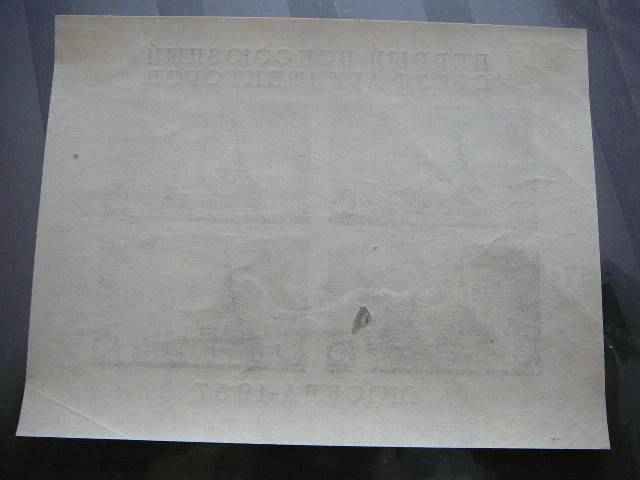 ПЕРВЫЙ ВСЕСОЮЗНЫЙ
СЪЕЗД АРХИТЕКТОРОВ
МОСКВА-1937